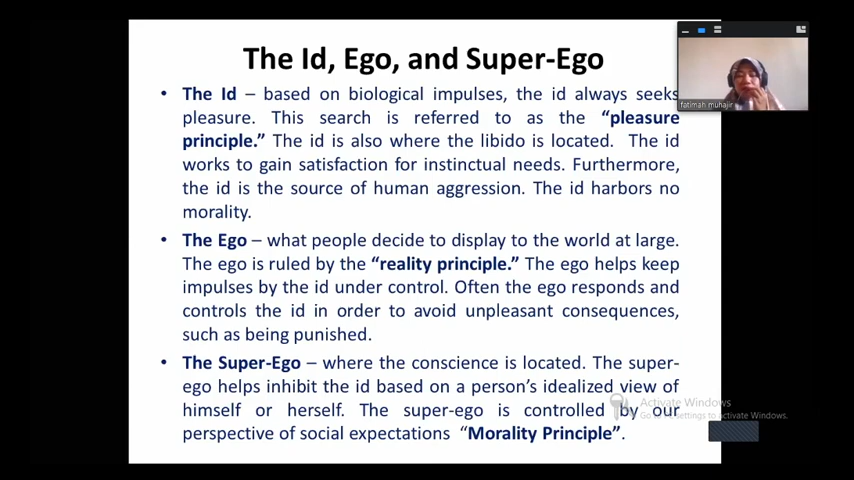 The Id, Ego, and Super-Ego
• The Id – based on biological impulses, the id always seeks
pleasure. This search is referred to as the “pleasure
principle.” The id is also where the libido is located. The id
works to gain satisfaction for instinctual needs. Furthermore,
the id is the source of human aggression. The id harbors no
morality.
• The Ego – what people decide to display to the world at large.
The ego is ruled by the “reality principle.” The ego helps keep
impulses by the id under control. Often the ego responds and
controls the id in order to avoid unpleasant consequences,
such as being punished.
• The Super-Ego – where the conscience is located. The super-
ego helps inhibit the id based on a person’s idealized view of
himself or herself. The super-ego is controlled by our
perspective of social expectations “Morality Principle”.
fatimah muhajir
Activate Windows
Go to settings to activate Windows.